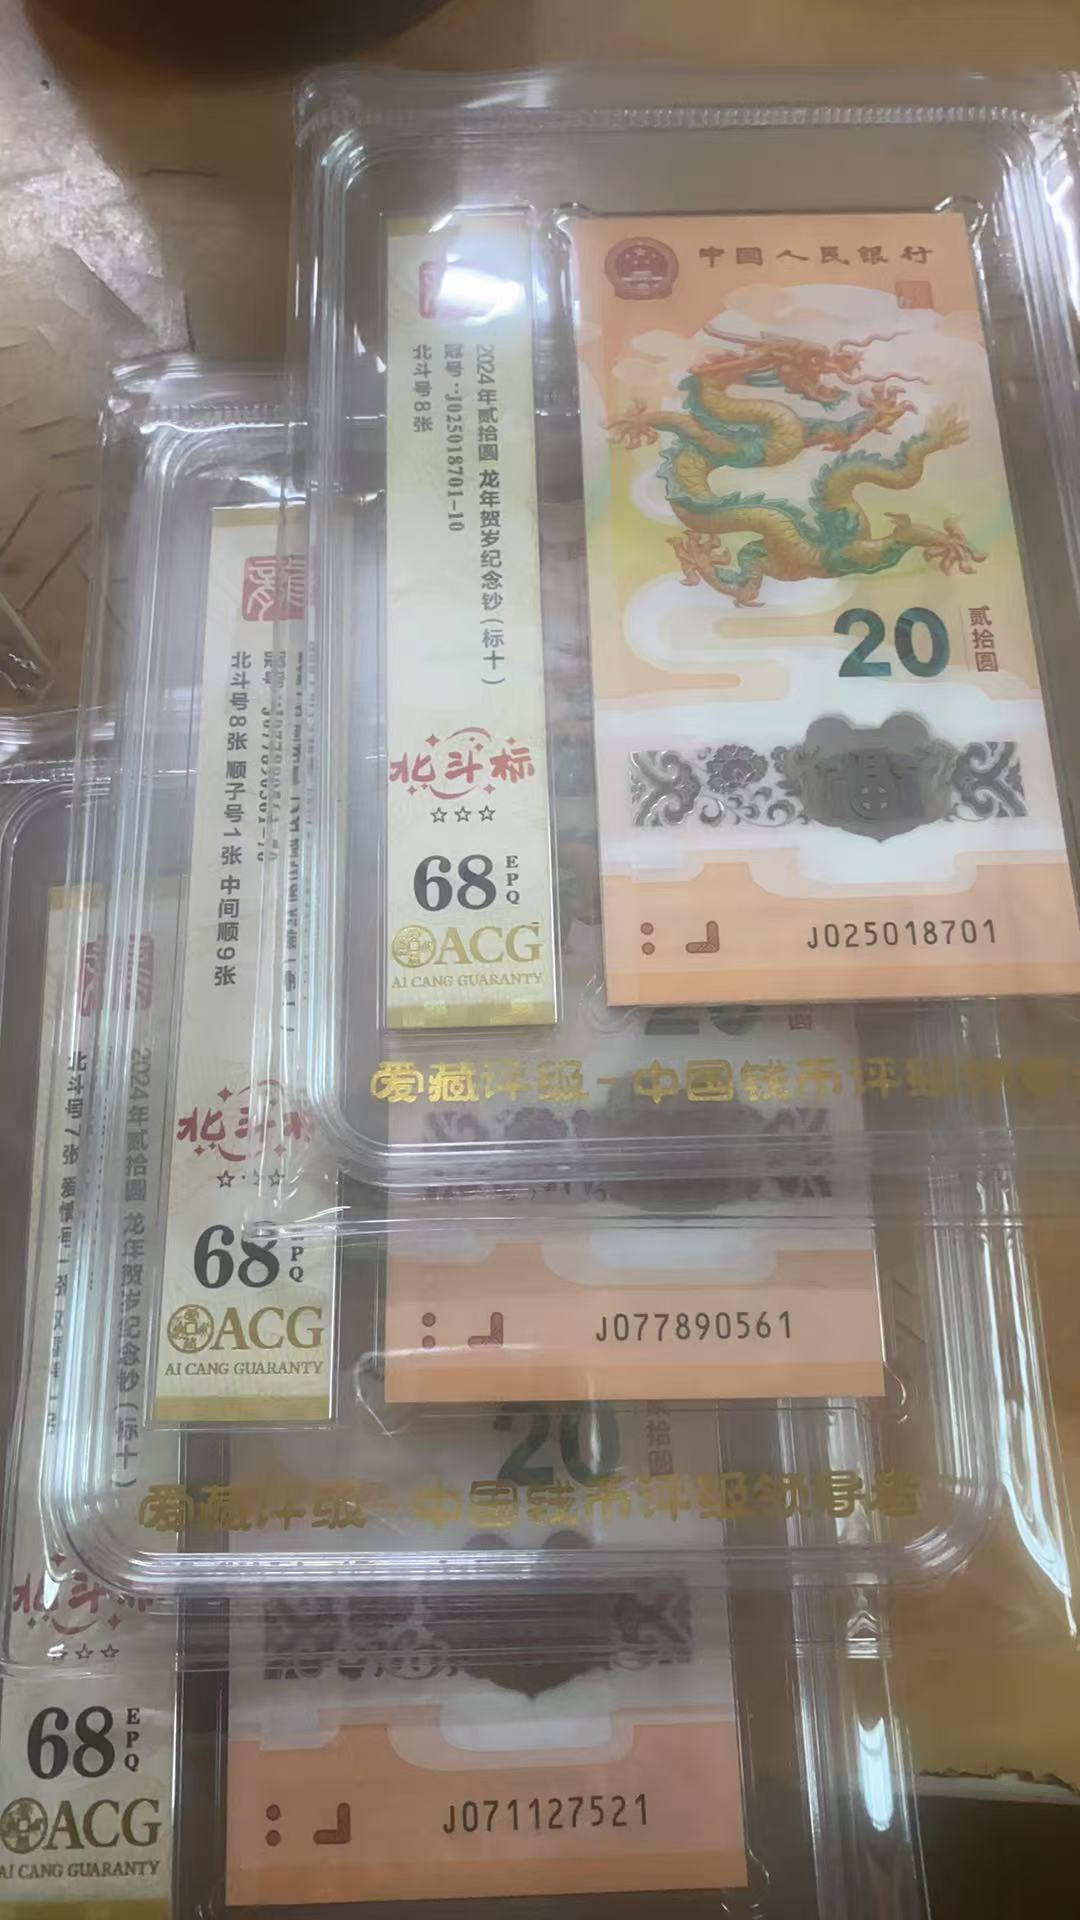 中国人民银行
2024年贰拾圆 龙年贺岁纪念钞(标十)
冠号:J025018701-10
北斗号8张
20
贰拾圆
福
北斗标
☆☆☆
68
EPQ
ACG
AI CANG GUARANTY
J025018701
爱藏评级-中国钱币评级
北斗号8张 顺子号1张 中间顺9张
北斗标
68
EPQ
ACG
AI CANG GUARANTY
J077890561
爱藏评级-中国钱币评级领导者
2024年贰拾圆 龙年贺岁纪念钞(标十)
北斗号7张
20
贰拾圆
北斗标
68
EPQ
ACG
AI CANG GUARANTY
J071127521